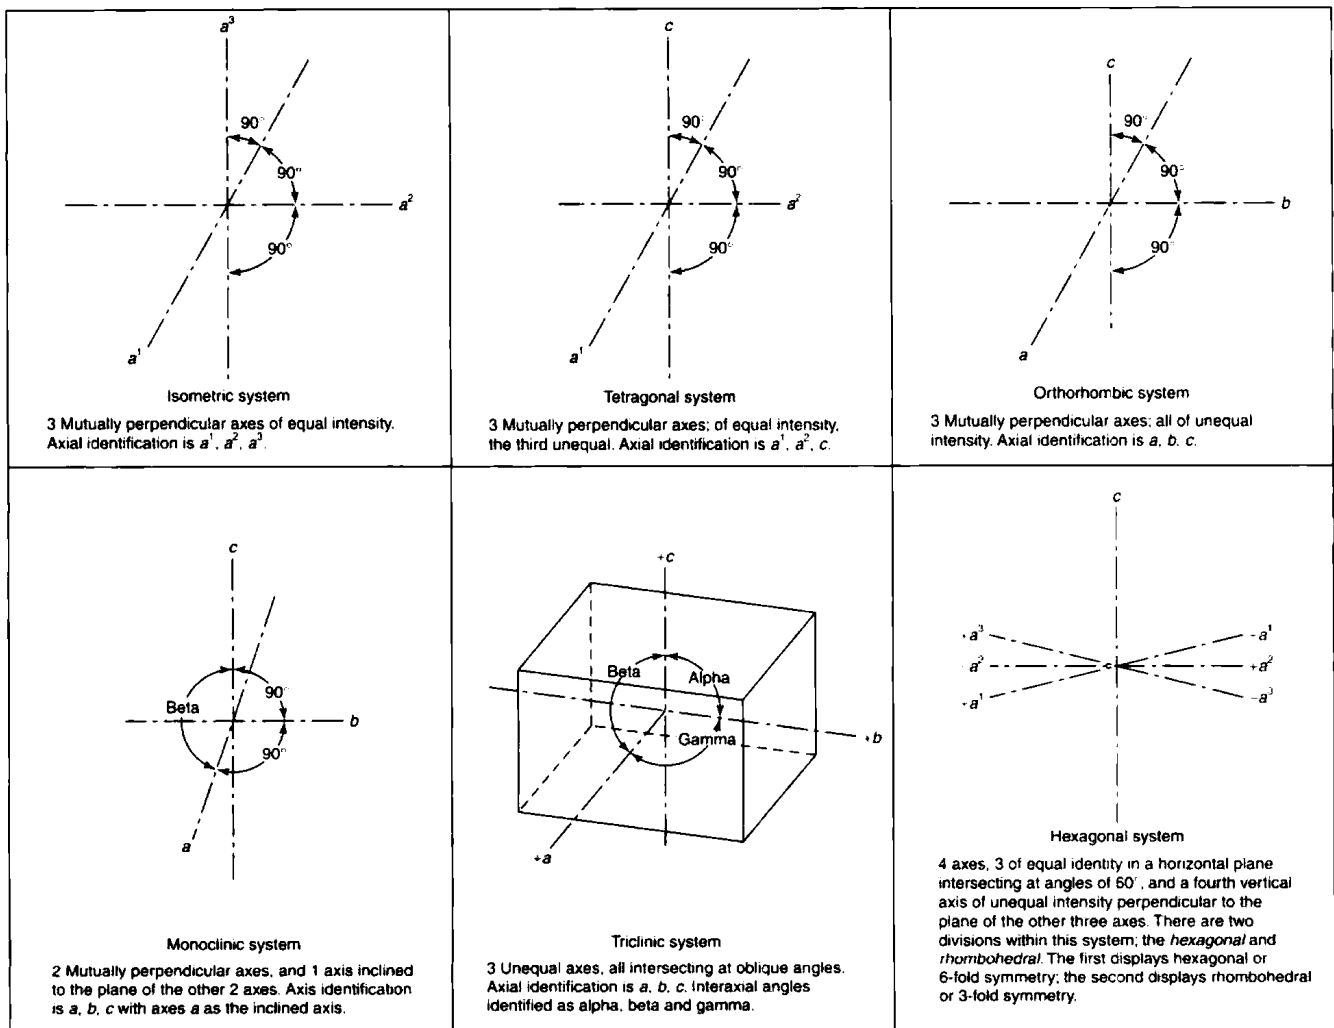 a³
90°
90°
a²
90°
a¹
Isometric system
3 Mutually perpendicular axes of equal intensity.
Axial identification is a¹, a², a³.
c
90°
90°
a²
90°
a¹
Tetragonal system
3 Mutually perpendicular axes; of equal intensity,
the third unequal. Axial identification is a¹, a², c.
c
90°
90°
b
90°
a
Orthorhombic system
3 Mutually perpendicular axes; all of unequal
intensity. Axial identification is a, b, c.
c
90°
Beta
b
90°
a
Monoclinic system
2 Mutually perpendicular axes, and 1 axis inclined
to the plane of the other 2 axes. Axis identification
is a, b, c with axes a as the inclined axis.
+c
Beta
Alpha
Gamma
+b
+a
Triclinic system
3 Unequal axes, all intersecting at oblique angles.
Axial identification is a, b, c. Interaxial angles
identified as alpha, beta and gamma.
c
+a³
-a¹
-a²
+a²
+a¹
-a³
Hexagonal system
4 axes, 3 of equal identity in a horizontal plane
intersecting at angles of 60°, and a fourth vertical
axis of unequal intensity perpendicular to the
plane of the other three axes. There are two
divisions within this system; the hexagonal and
rhombohedral. The first displays hexagonal or
6-fold symmetry; the second displays rhombohedral
or 3-fold symmetry.